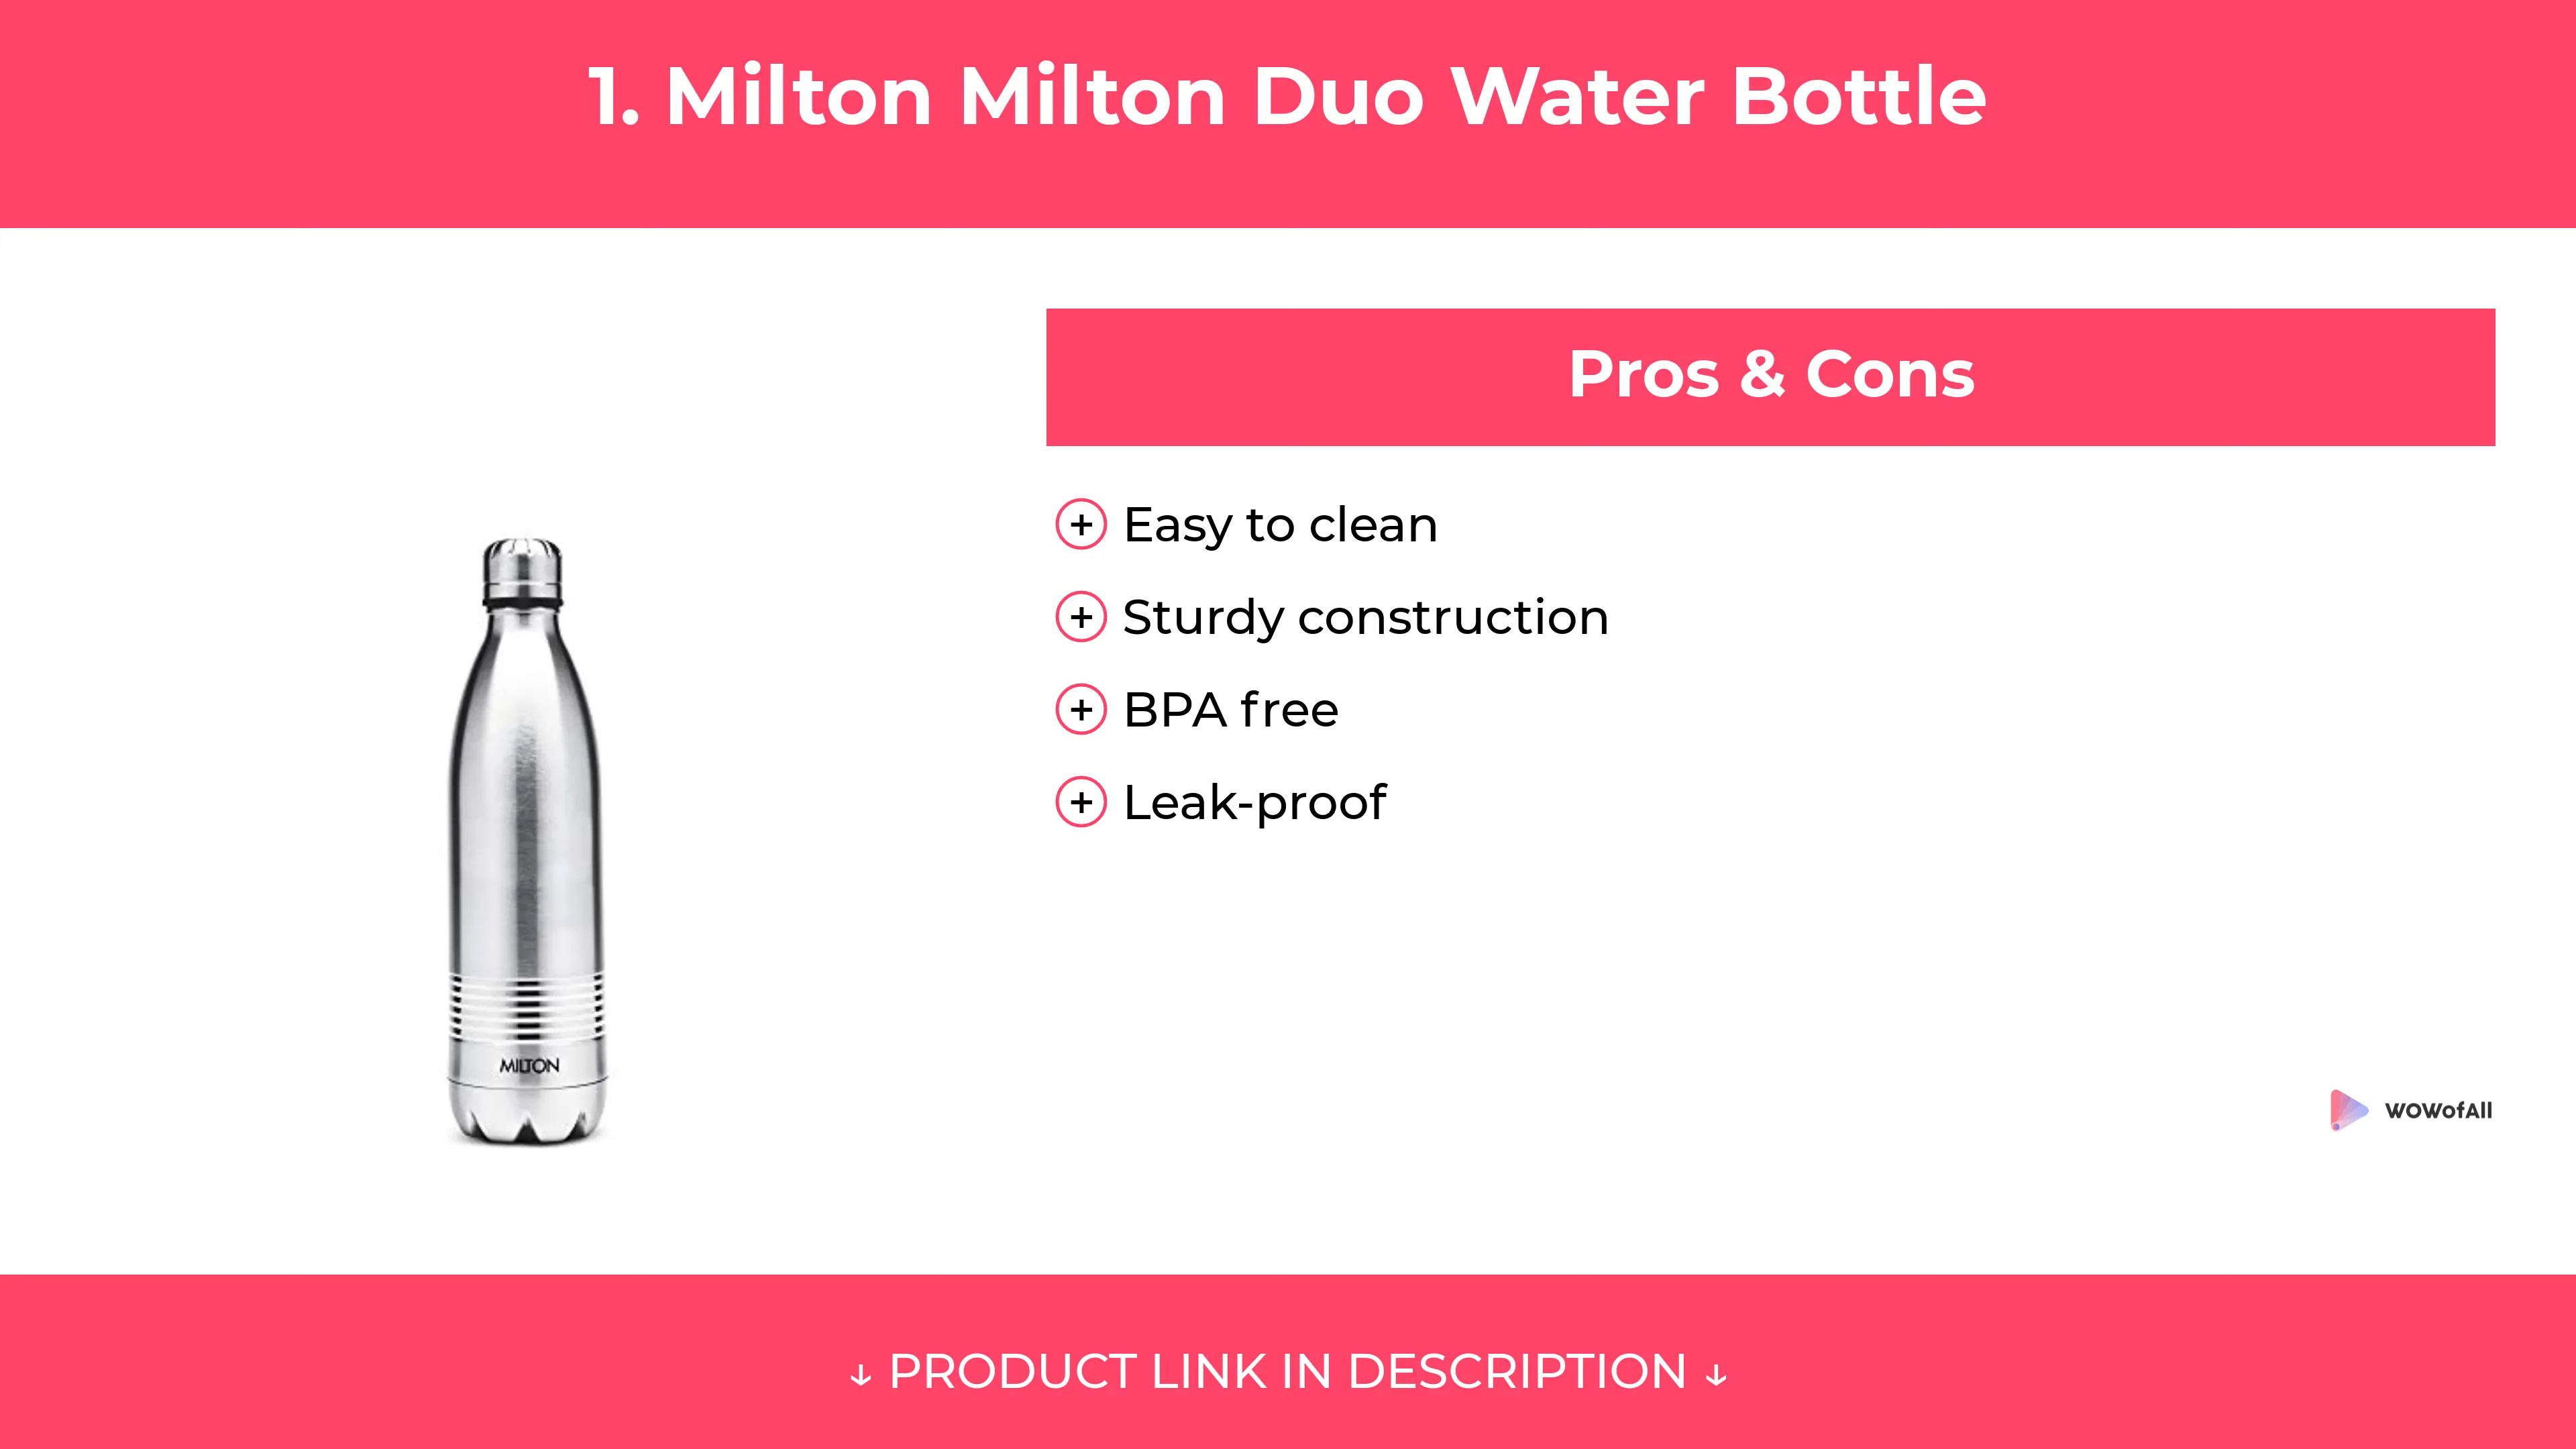 1. Milton Milton Duo Water Bottle
Pros & Cons
+ Easy to clean
+ Sturdy construction
+ BPA free
+ Leak-proof
MILTON
WOWofAll
↓ PRODUCT LINK IN DESCRIPTION ↓